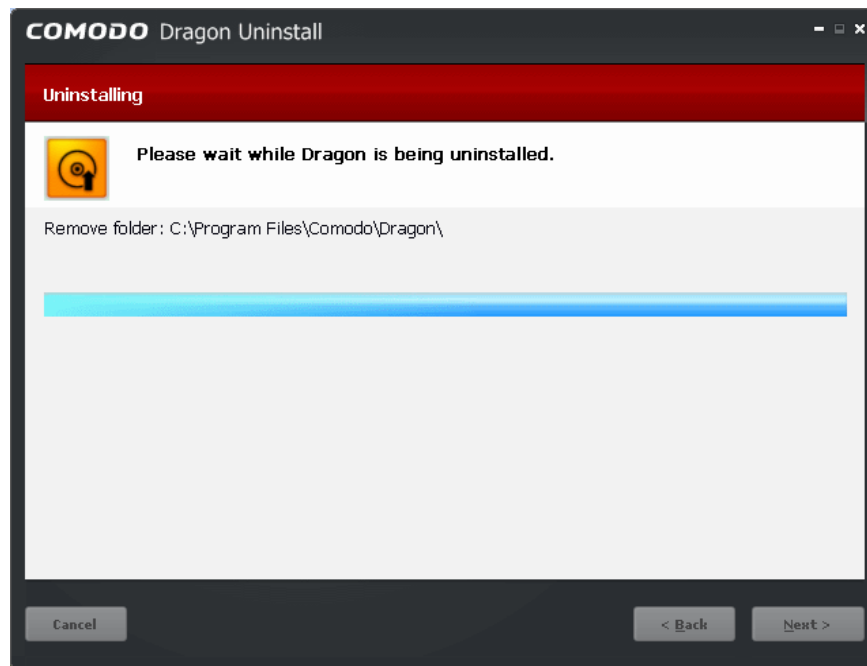 COMODO Dragon Uninstall
Uninstalling
Please wait while Dragon is being uninstalled.
Remove folder: C:\Program Files\Comodo\Dragon\
Cancel
< Back
Next >